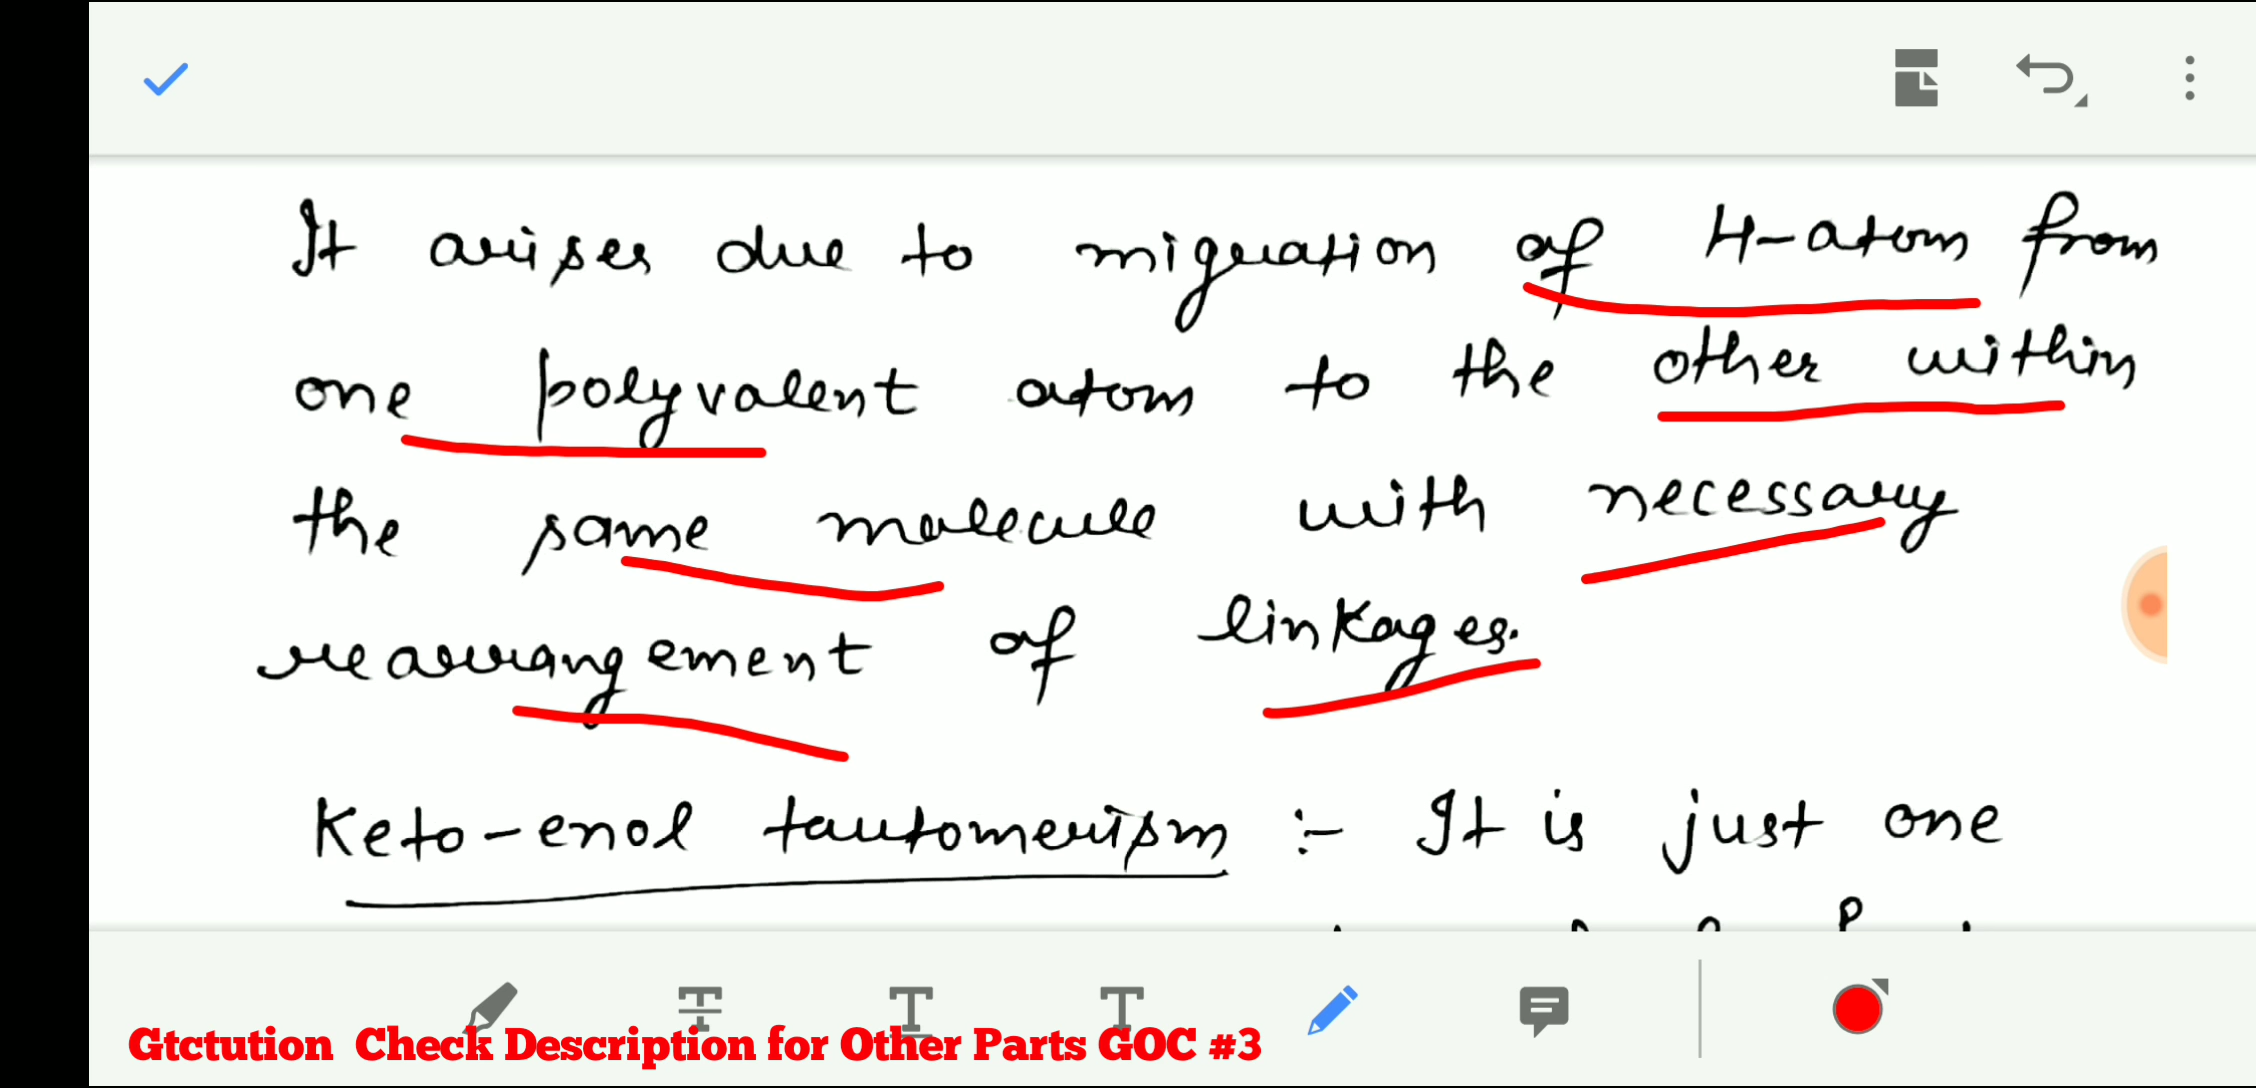 It arises due to migration of H-atom from
one polyvalent atom to the other within
the same molecule with necessary
rearrangement of linkages.
Keto-enol tautomerism :- It is just one
Gtctution Check Description for Other Parts GOC #3